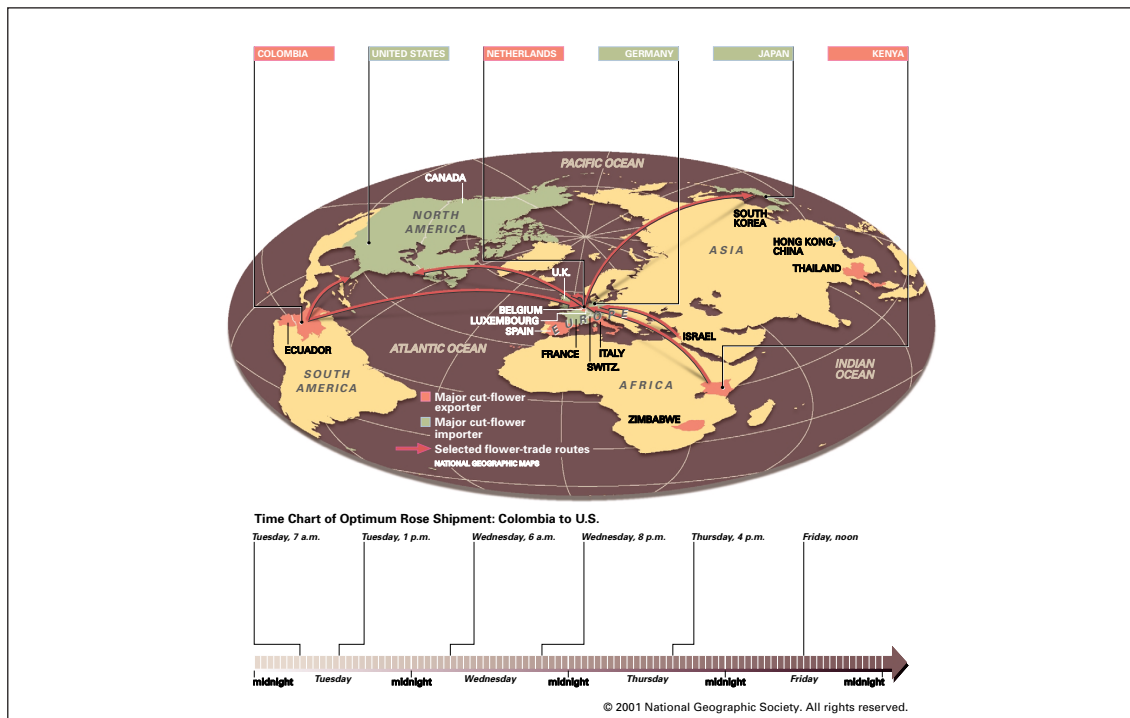 COLOMBIA
UNITED STATES
NETHERLANDS
GERMANY
JAPAN
KENYA
PACIFIC OCEAN
CANADA
NORTH
AMERICA
SOUTH
KOREA
ASIA
HONG KONG,
CHINA
THAILAND
U.K.
BELGIUM
LUXEMBOURG
SPAIN
EUROPE
ISRAEL
ECUADOR
ATLANTIC OCEAN
FRANCE
ITALY
SWITZ.
INDIAN
OCEAN
SOUTH
AMERICA
AFRICA
ZIMBABWE
Major cut-flower
exporter
Major cut-flower
importer
Selected flower-trade routes
NATIONAL GEOGRAPHIC MAPS
Time Chart of Optimum Rose Shipment: Colombia to U.S.
Tuesday, 7 a.m.
Tuesday, 1 p.m.
Wednesday, 6 a.m.
Wednesday, 8 p.m.
Thursday, 4 p.m.
Friday, noon
midnight
Tuesday
midnight
Wednesday
midnight
Thursday
midnight
Friday
midnight
© 2001 National Geographic Society. All rights reserved.